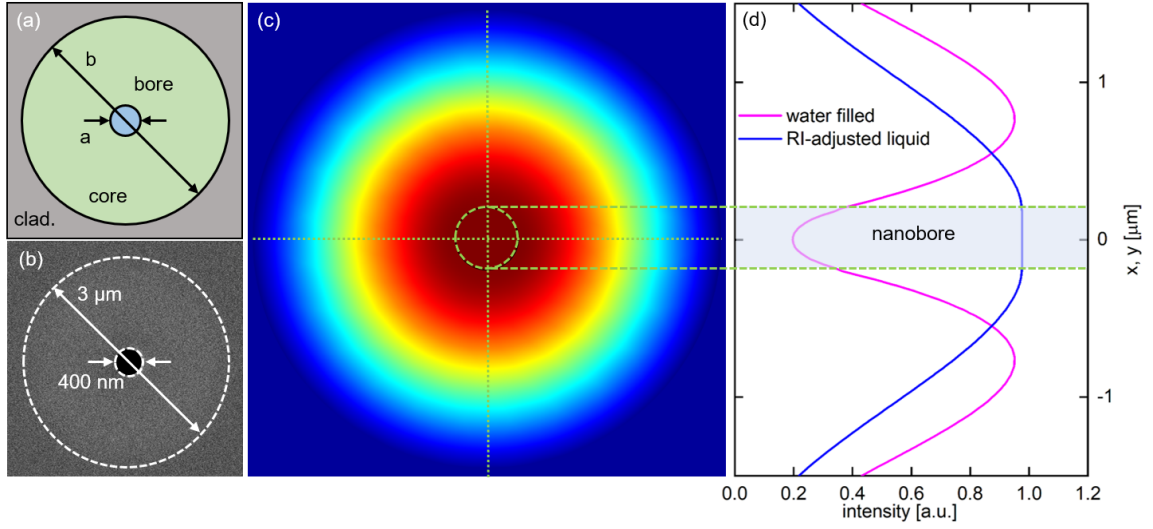 (a)
b
bore
a
core
clad.
(b)
3 μm
400 nm
(c)
(d)
water filled
RI-adjusted liquid
nanobore
1
0
-1
x, y [μm]
0.0 0.2 0.4 0.6 0.8 1.0 1.2
intensity [a.u.]